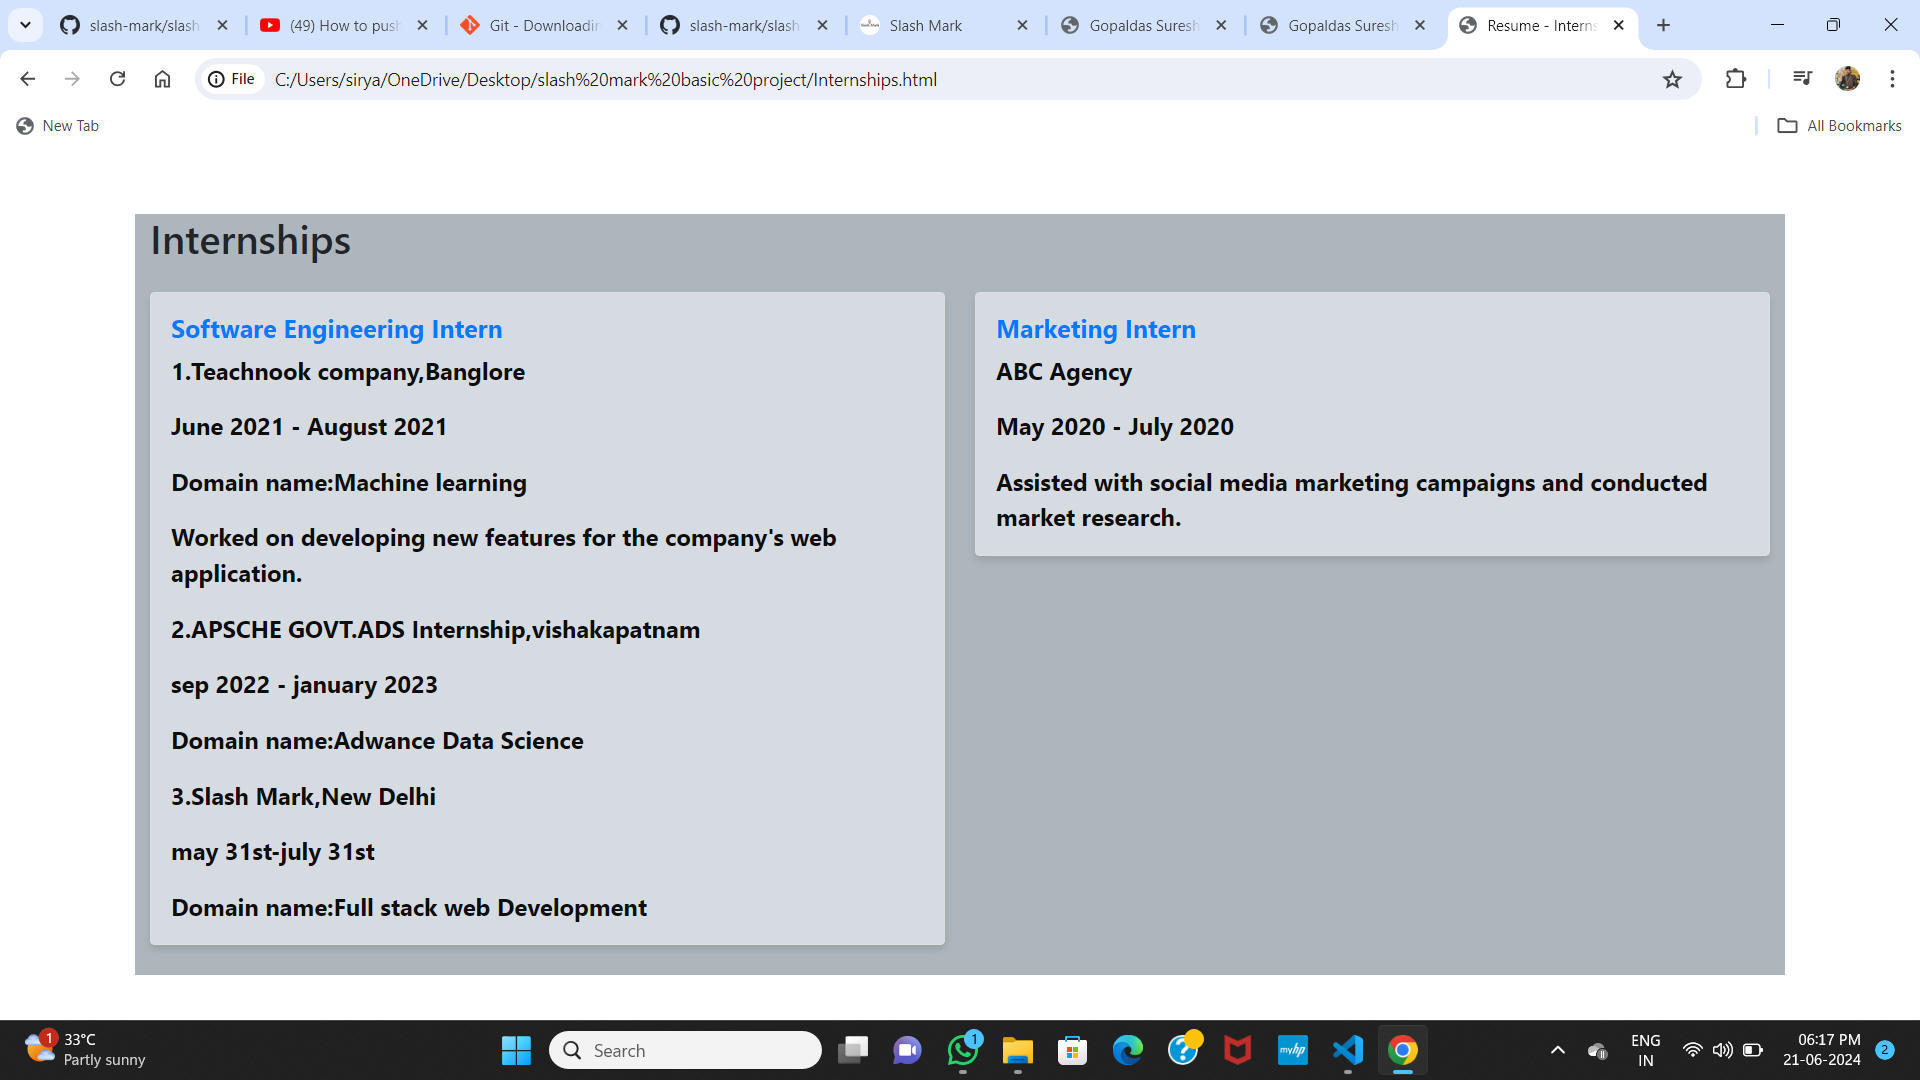 slash-mark/slash
(49) How to push
Git - Downloadin
slash-mark/slash
Slash Mark
Gopaldas Suresh
Gopaldas Suresh
Resume - Interns
File
C:/Users/sirya/OneDrive/Desktop/slash%20mark%20basic%20project/Internships.html
New Tab
All Bookmarks
Internships
Software Engineering Intern
1.Teachnook company,Banglore
June 2021 - August 2021
Domain name:Machine learning
Worked on developing new features for the company's web
application.
2.APSCHE GOVT.ADS Internship,vishakapatnam
sep 2022 - january 2023
Domain name:Adwance Data Science
3.Slash Mark,New Delhi
may 31st-july 31st
Domain name:Full stack web Development
Marketing Intern
ABC Agency
May 2020 - July 2020
Assisted with social media marketing campaigns and conducted
market research.
1
33°C
Partly sunny
Search
1
myhp
ENG
IN
06:17 PM
21-06-2024
2